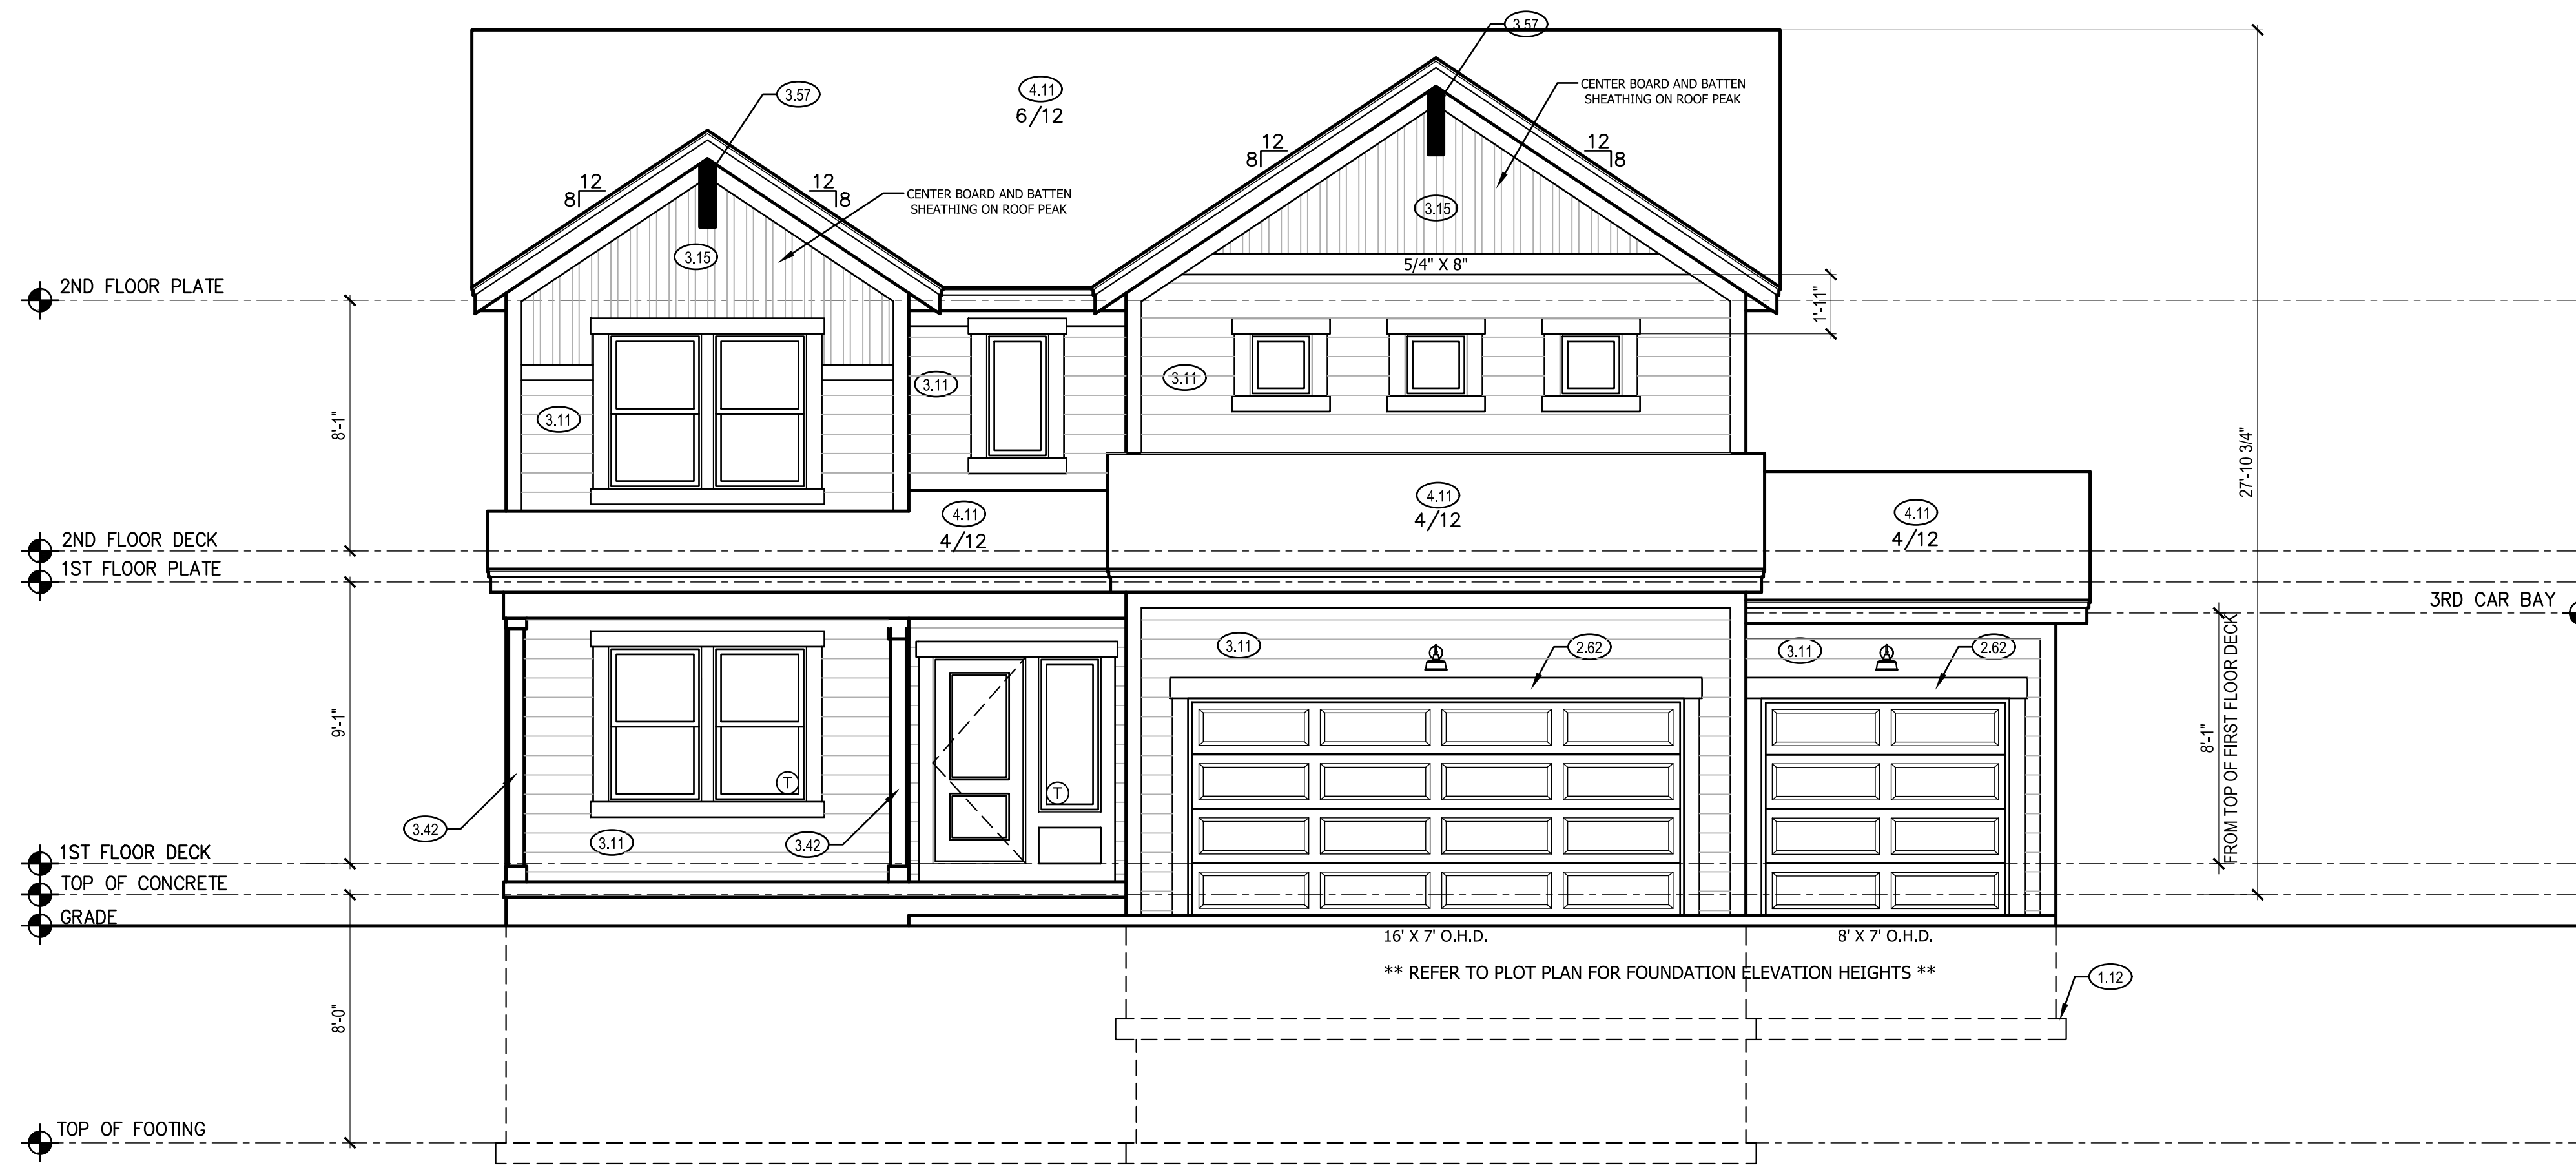 3.57
3.57
4.11
6/12
CENTER BOARD AND BATTEN
SHEATHING ON ROOF PEAK
12
8
12
8
12
8
12
8
CENTER BOARD AND BATTEN
SHEATHING ON ROOF PEAK
3.15
3.15
5/4" X 8"
2ND FLOOR PLATE
1'-11"
3.11
3.11
3.11
8'-1"
27'-10 3/4"
4.11
4/12
4.11
4/12
4.11
4/12
2ND FLOOR DECK
1ST FLOOR PLATE
3RD CAR BAY
3.11
2.62
3.11
2.62
9'-1"
8'-1"
FROM TOP OF FIRST FLOOR DECK
T
T
3.42
3.11
3.42
1ST FLOOR DECK
TOP OF CONCRETE
GRADE
16' X 7' O.H.D.
8' X 7' O.H.D.
** REFER TO PLOT PLAN FOR FOUNDATION ELEVATION HEIGHTS **
1.12
8'-0"
TOP OF FOOTING